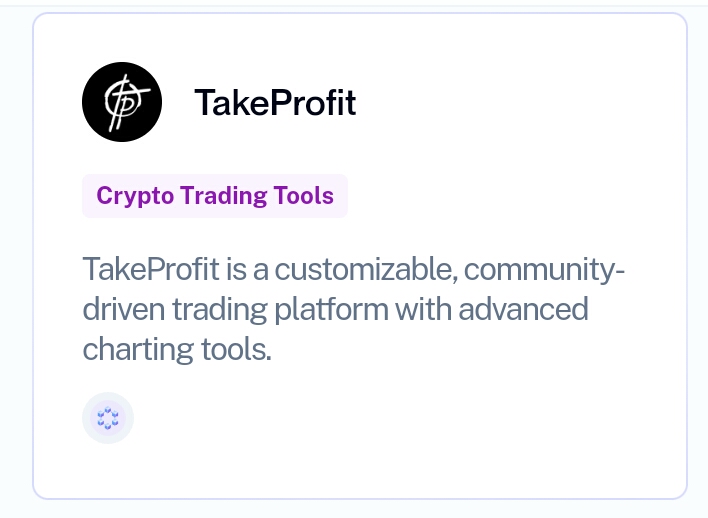 TakeProfit
Crypto Trading Tools
TakeProfit is a customizable, community-
driven trading platform with advanced
charting tools.